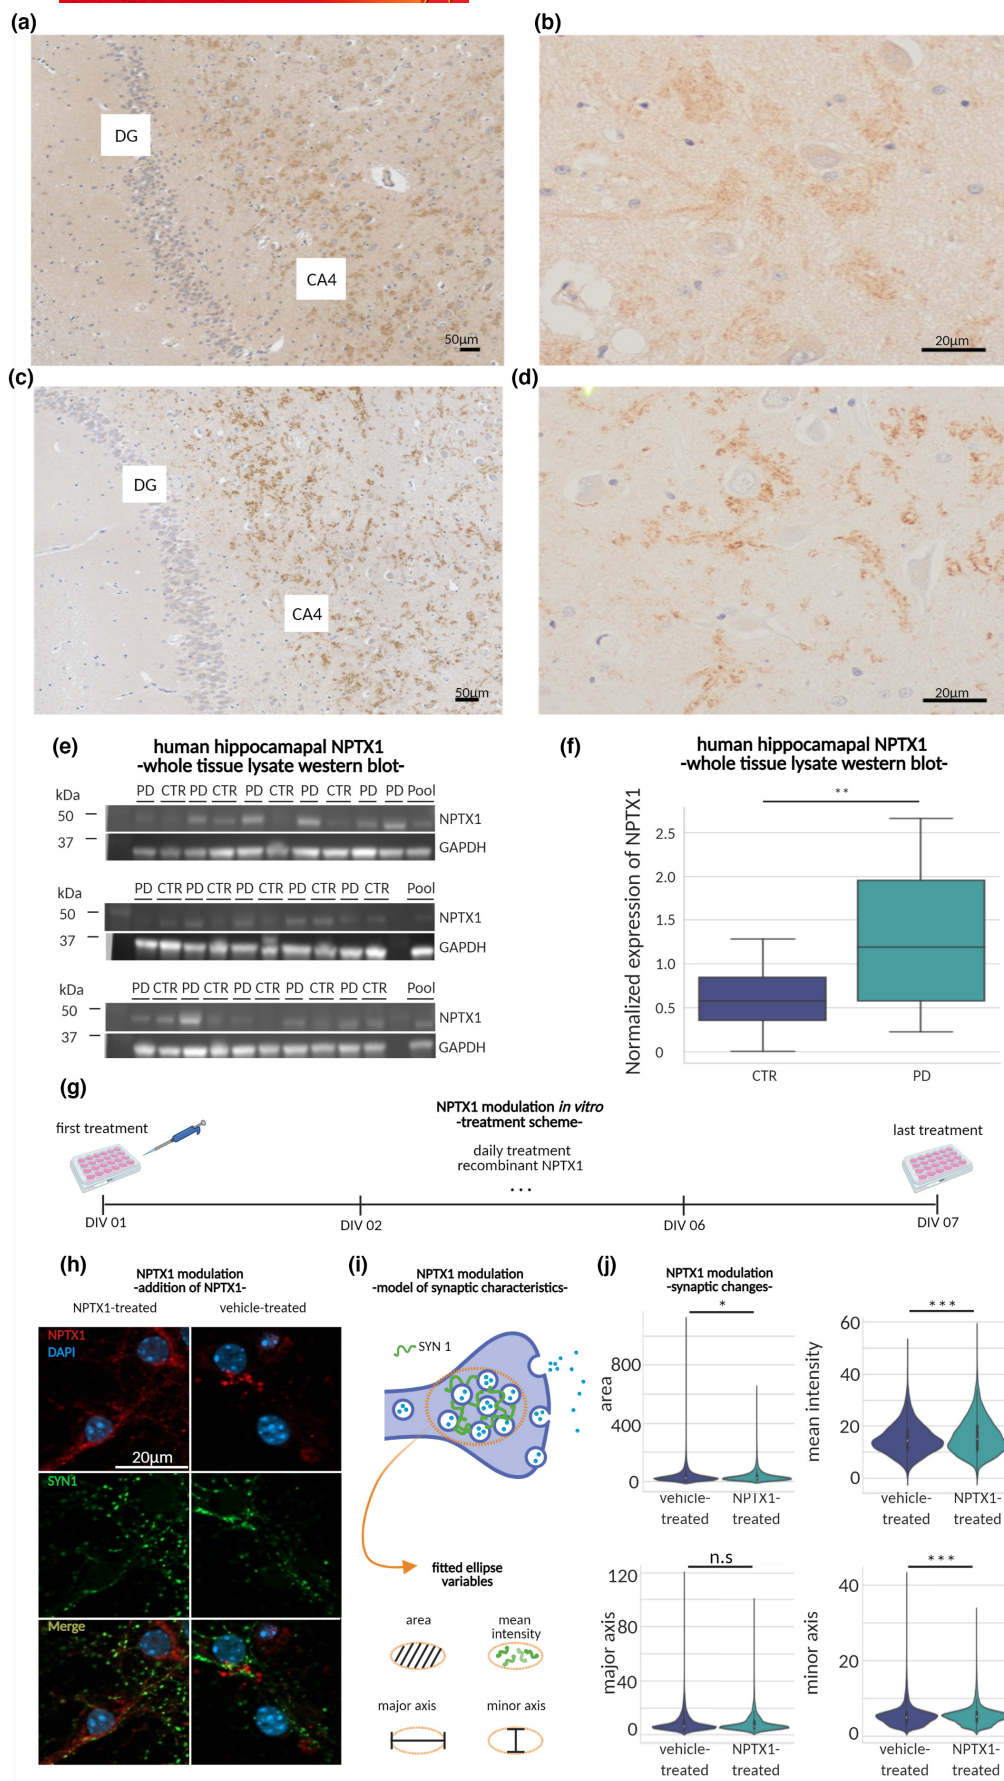 (a)
(b)
DG
CA4
50μm
20μm
(c)
(d)
DG
CA4
50μm
20μm
(e)
human hippocamapal NPTX1
-whole tissue lysate western blot-
PD CTR PD CTR PD CTR PD CTR PD PD Pool
kDa
50
NPTX1
37
GAPDH
PD CTR PD CTR PD CTR PD CTR PD CTR Pool
kDa
50
NPTX1
37
GAPDH
PD CTR PD CTR PD CTR PD CTR PD CTR Pool
kDa
50
NPTX1
37
GAPDH
(f)
human hippocamapal NPTX1
-whole tissue lysate western blot-
**
Normalized expression of NPTX1
2.5
2.0
1.5
1.0
0.5
0
CTR
PD
(g)
NPTX1 modulation in vitro
-treatment scheme-
first treatment
daily treatment
recombinant NPTX1
...
last treatment
DIV 01
DIV 02
DIV 06
DIV 07
(h)
NPTX1 modulation
-addition of NPTX1-
NPTX1-treated
vehicle-treated
NPTX1
DAPI
20μm
SYN1
Merge
(i)
NPTX1 modulation
-model of synaptic characteristics-
SYN 1
fitted ellipse
variables
area
mean
intensity
major axis
minor axis
(j)
NPTX1 modulation
-synaptic changes-
*
area
800
400
0
vehicle-
treated
NPTX1-
treated
***
mean intensity
60
40
20
0
vehicle-
treated
NPTX1-
treated
n.s
major axis
120
80
40
0
vehicle-
treated
NPTX1-
treated
***
minor axis
40
20
0
vehicle-
treated
NPTX1-
treated